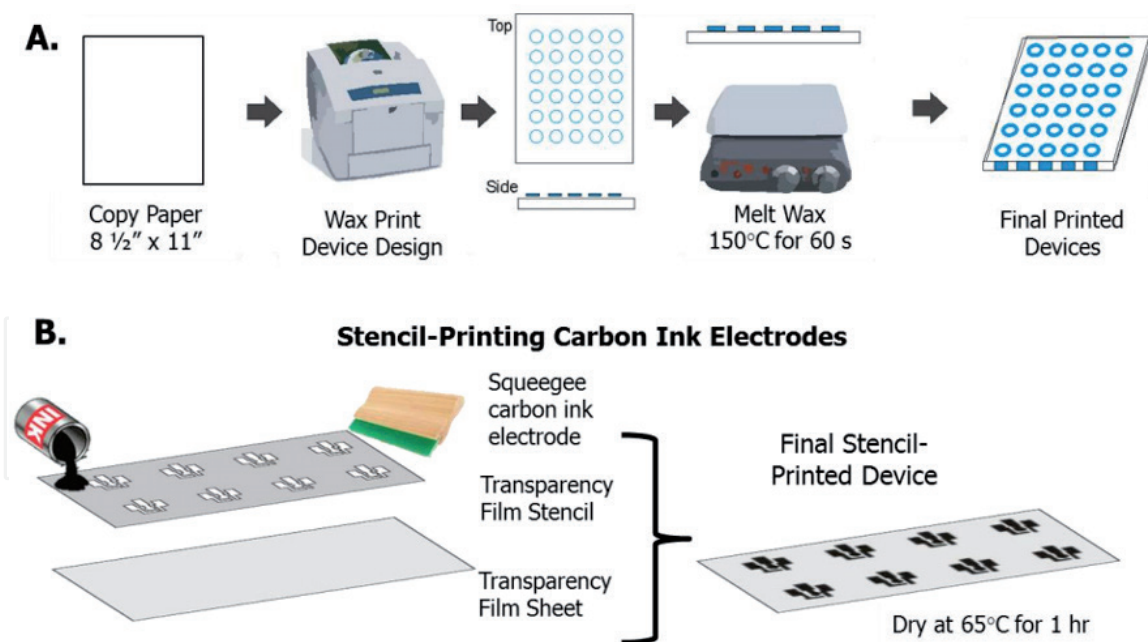 A.
Copy Paper
8 ½” x 11”
Wax Print
Device Design
Top
Side
Melt Wax
150°C for 60 s
Final Printed
Devices
B.
Stencil-Printing Carbon Ink Electrodes
INK
Squeegee
carbon ink
electrode
Transparency
Film Stencil
Transparency
Film Sheet
Final Stencil-
Printed Device
Dry at 65°C for 1 hr